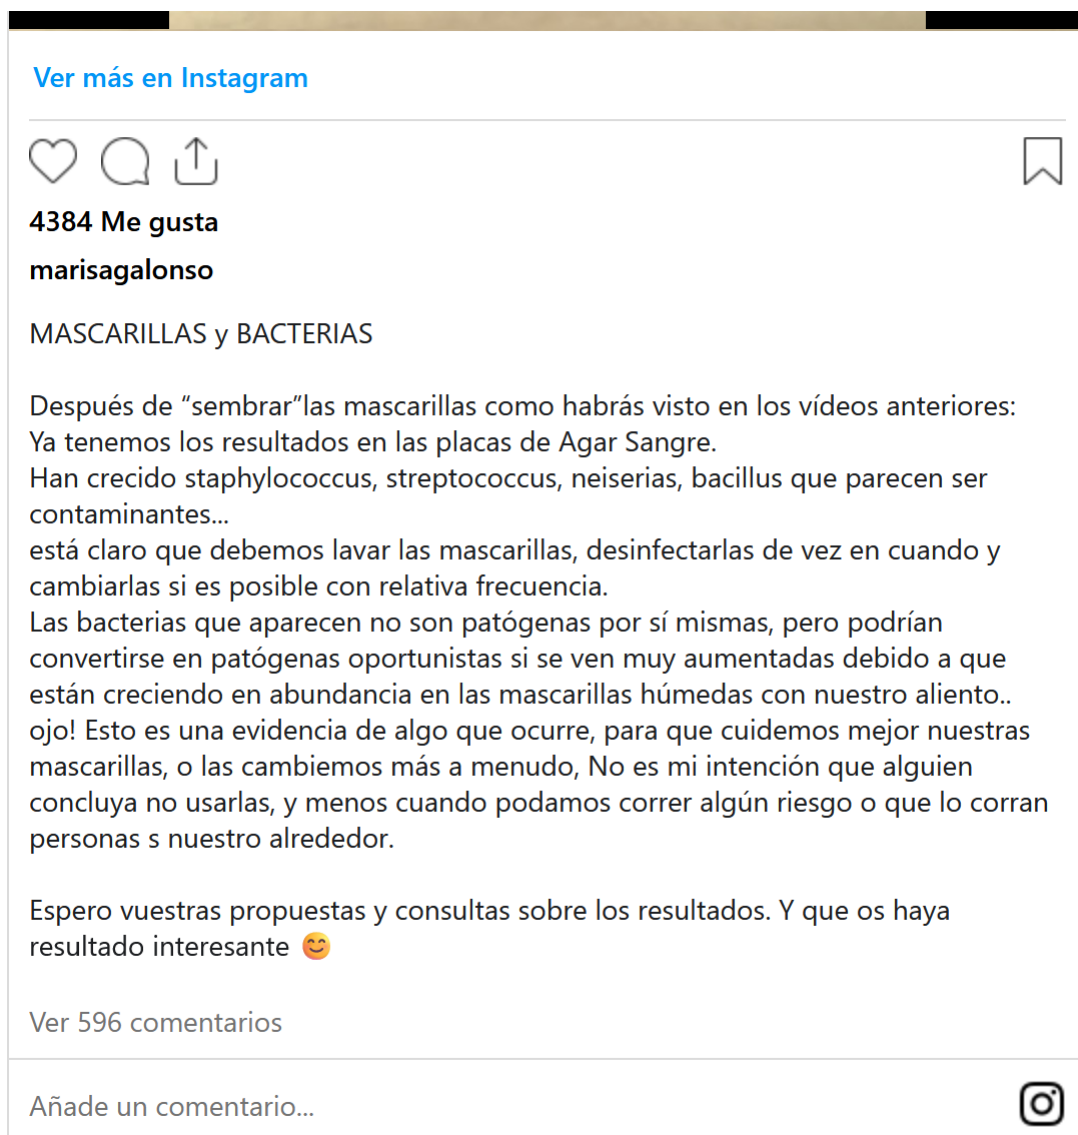 Ver más en Instagram
4384 Me gusta
marisagalonso
MASCARILLAS y BACTERIAS
Después de “sembrar”las mascarillas como habrás visto en los vídeos anteriores:
Ya tenemos los resultados en las placas de Agar Sangre.
Han crecido staphylococcus, streptococcus, neiserias, bacillus que parecen ser
contaminantes...
está claro que debemos lavar las mascarillas, desinfectarlas de vez en cuando y
cambiarlas si es posible con relativa frecuencia.
Las bacterias que aparecen no son patógenas por sí mismas, pero podrían
convertirse en patógenas oportunistas si se ven muy aumentadas debido a que
están creciendo en abundancia en las mascarillas húmedas con nuestro aliento..
ojo! Esto es una evidencia de algo que ocurre, para que cuidemos mejor nuestras
mascarillas, o las cambiemos más a menudo, No es mi intención que alguien
concluya no usarlas, y menos cuando podamos correr algún riesgo o que lo corran
personas s nuestro alrededor.
Espero vuestras propuestas y consultas sobre los resultados. Y que os haya
resultado interesante 😊
Ver 596 comentarios
Añade un comentario...